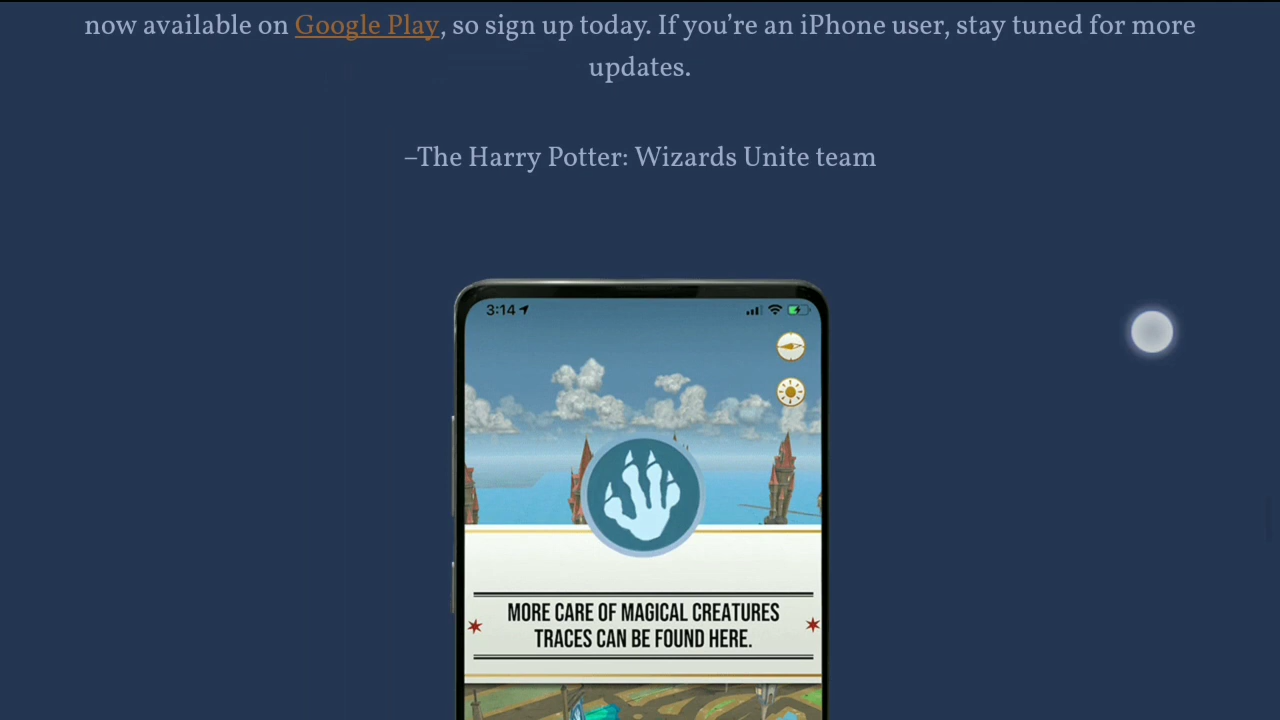 now available on Google Play, so sign up today. If you’re an iPhone user, stay tuned for more
updates.
–The Harry Potter: Wizards Unite team
3:14
MORE CARE OF MAGICAL CREATURES
TRACES CAN BE FOUND HERE.